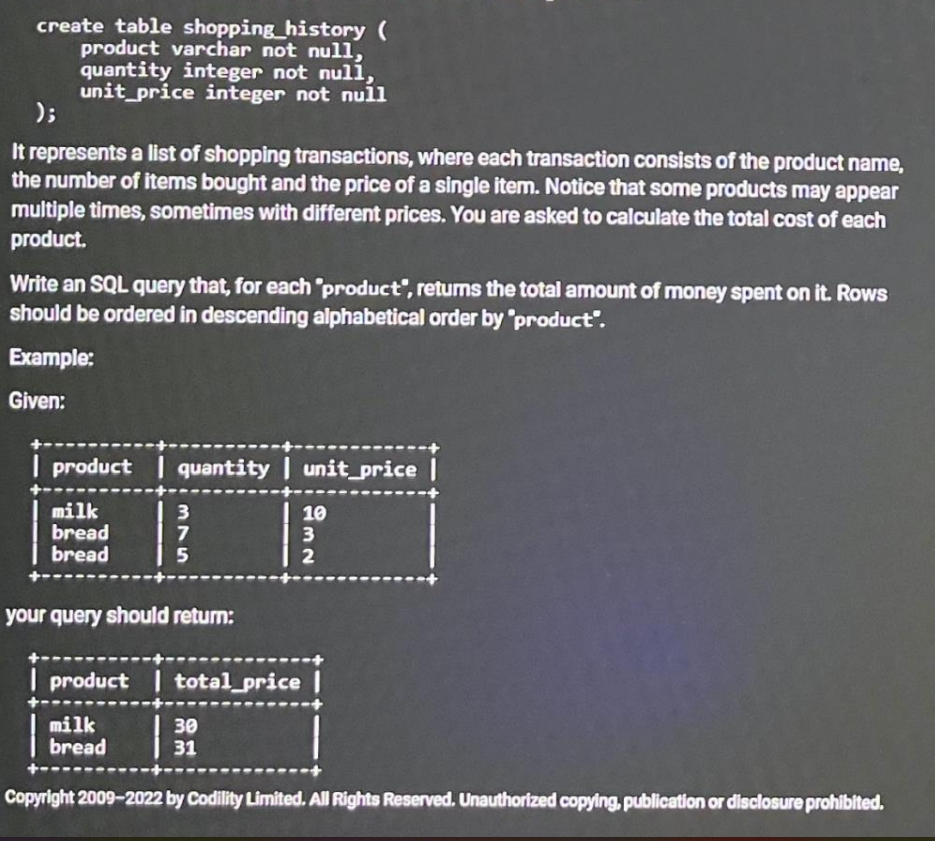 create table shopping_history (
product varchar not null,
quantity integer not null,
unit_price integer not null
);
It represents a list of shopping transactions, where each transaction consists of the product name,
the number of items bought and the price of a single item. Notice that some products may appear
multiple times, sometimes with different prices. You are asked to calculate the total cost of each
product.
Write an SQL query that, for each "product", returns the total amount of money spent on it. Rows
should be ordered in descending alphabetical order by "product".
Example:
Given:
+-----------+-----------+-------------+
| product | quantity | unit_price |
+-----------+-----------+-------------+
| milk | 3 | 10 |
| bread | 7 | 3 |
| bread | 5 | 2 |
+-----------+-----------+-------------+
your query should return:
+-----------+-------------+
| product | total_price |
+-----------+-------------+
| milk | 30 |
| bread | 31 |
+-----------+-------------+
Copyright 2009–2022 by Codility Limited. All Rights Reserved. Unauthorized copying, publication or disclosure prohibited.